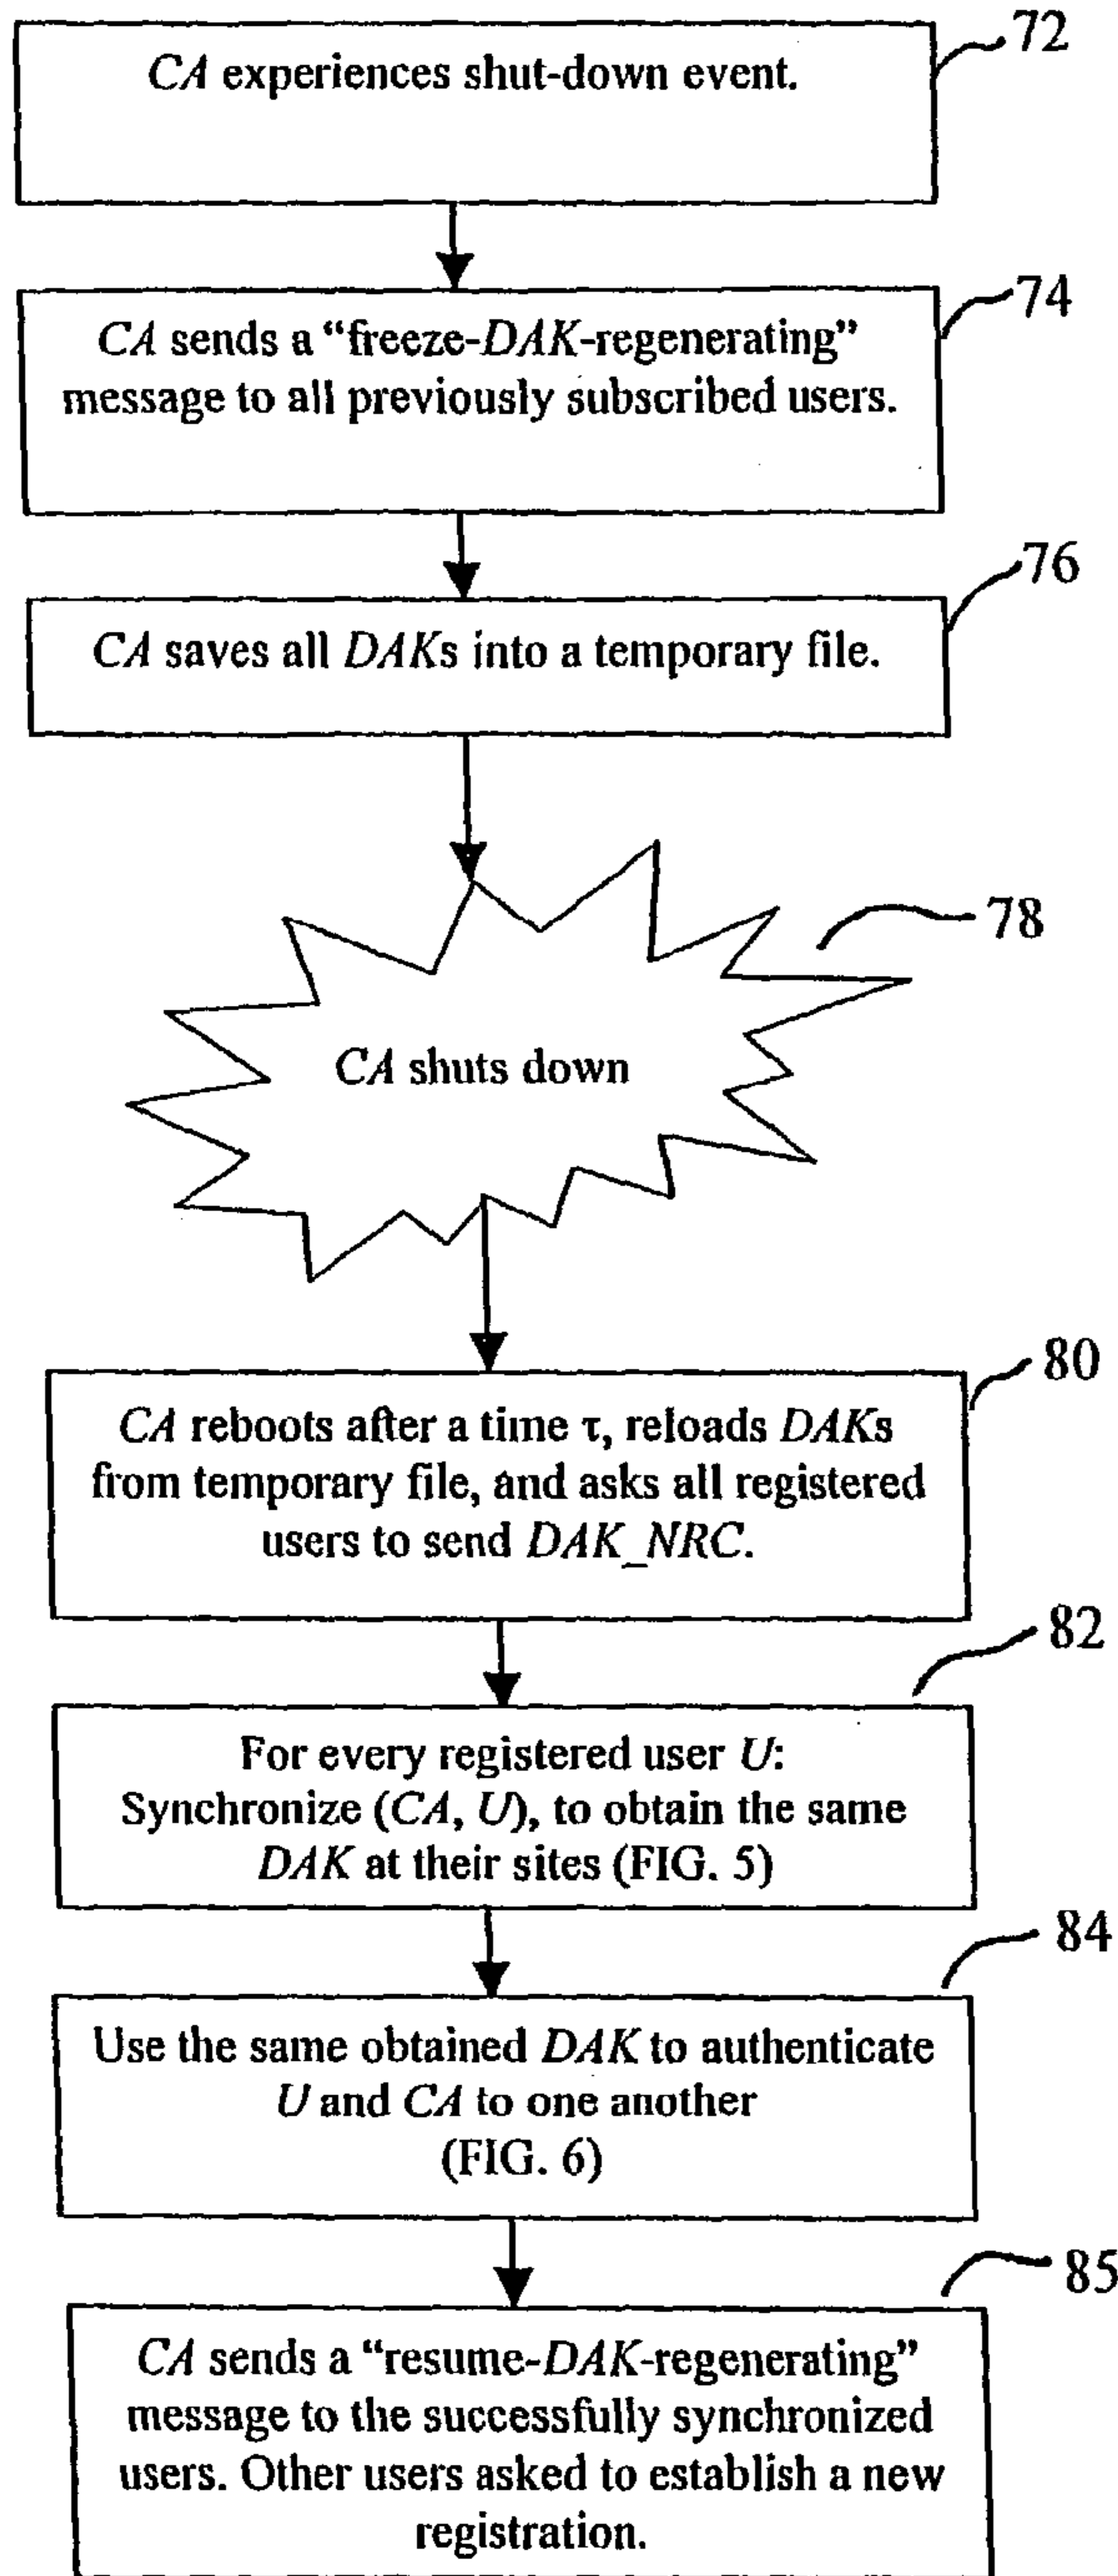 72
CA experiences shut-down event.
74
CA sends a “freeze-DAK-regenerating”
message to all previously subscribed users.
76
CA saves all DAKs into a temporary file.
78
CA shuts down
80
CA reboots after a time τ, reloads DAKs
from temporary file, and asks all registered
users to send DAK_NRC.
82
For every registered user U:
Synchronize (CA, U), to obtain the same
DAK at their sites (FIG. 5)
84
Use the same obtained DAK to authenticate
U and CA to one another
(FIG. 6)
85
CA sends a “resume-DAK-regenerating”
message to the successfully synchronized
users. Other users asked to establish a new
registration.